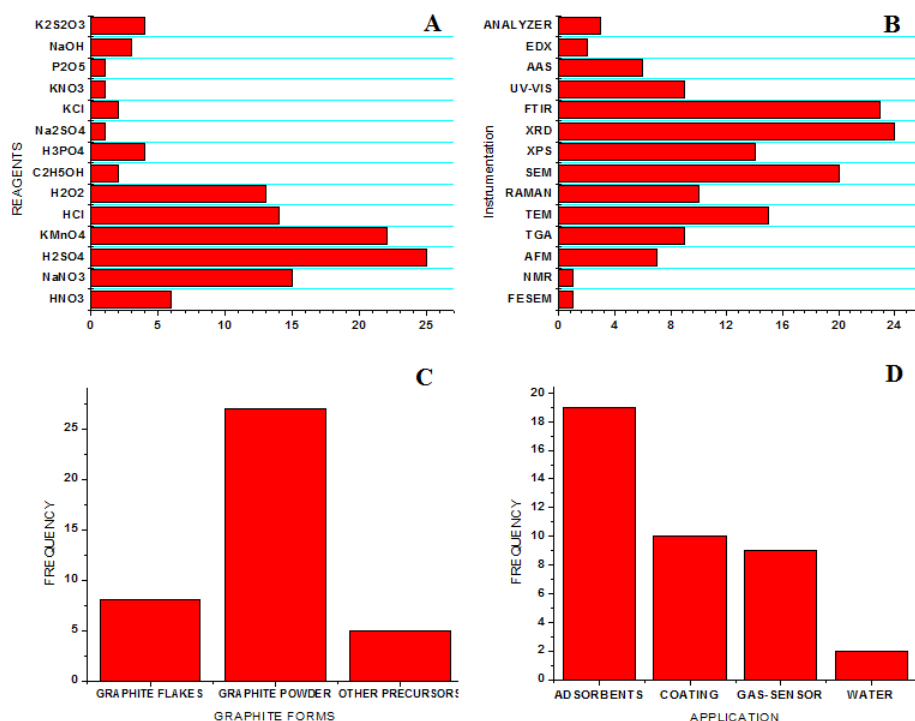 A
K2S2O3
NaOH
P2O5
KNO3
KCl
Na2SO4
H3PO4
C2H5OH
H2O2
HCl
KMnO4
H2SO4
NaNO3
HNO3
REAGENTS
0 5 10 15 20 25
B
ANALYZER
EDX
AAS
UV-VIS
FTIR
XRD
XPS
SEM
RAMAN
TEM
TGA
AFM
NMR
FESEM
Instrumentation
0 4 8 12 16 20 24
C
25
20
15
10
5
0
FREQUENCY
GRAPHITE FLAKES GRAPHITE POWDER OTHER PRECURSORS
GRAPHITE FORMS
D
20
18
16
14
12
10
8
6
4
2
0
FREQUENCY
ADSORBENTS COATING GAS-SENSOR WATER
APPLICATION